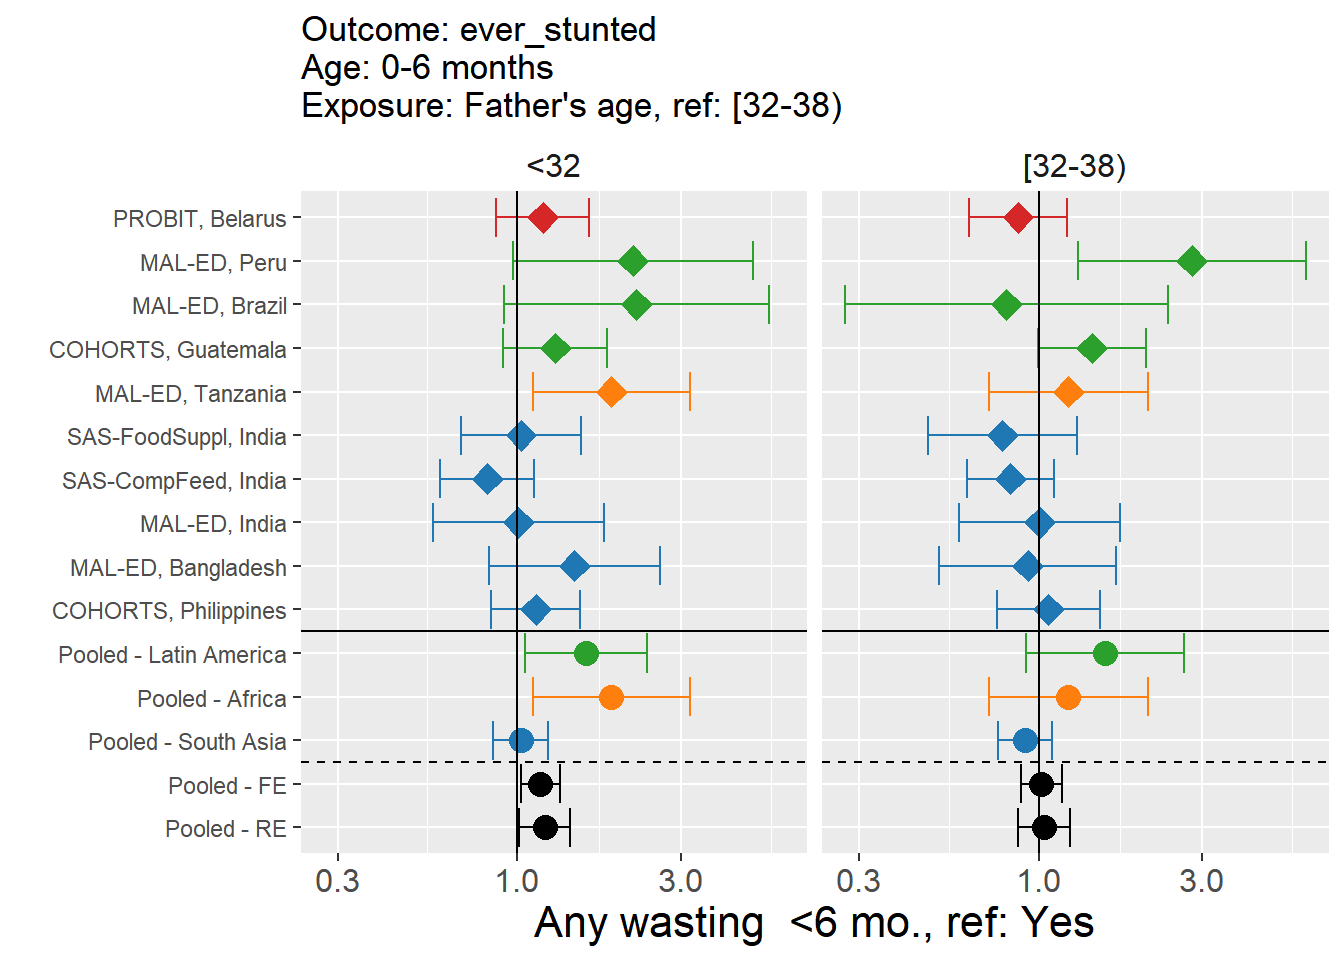 Outcome: ever_stunted
Age: 0-6 months
Exposure: Father's age, ref: [32-38)
<32
[32-38)
PROBIT, Belarus
MAL-ED, Peru
MAL-ED, Brazil
COHORTS, Guatemala
MAL-ED, Tanzania
SAS-FoodSuppl, India
SAS-CompFeed, India
MAL-ED, India
MAL-ED, Bangladesh
COHORTS, Philippines
Pooled - Latin America
Pooled - Africa
Pooled - South Asia
Pooled - FE
Pooled - RE
0.3 1.0 3.0 0.3 1.0 3.0
Any wasting  <6 mo., ref: Yes